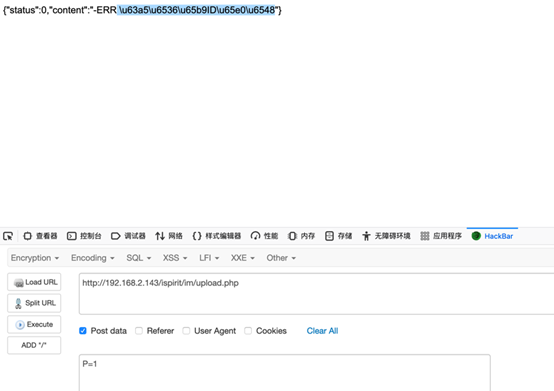 {"status":0,"content":"-ERR \u63a5\u6536\u65b9ID\u65e0\u6548"}
查看器 控制台 调试器 网络 {} 样式编辑器 性能 内存 存储 无障碍环境 应用程序 HackBar
Encryption Encoding SQL XSS LFI XXE Other
Load URL
http://192.168.2.143/ispirit/im/upload.php
Split URL
Execute
Post data Referer User Agent Cookies Clear All
ADD "/"
P=1